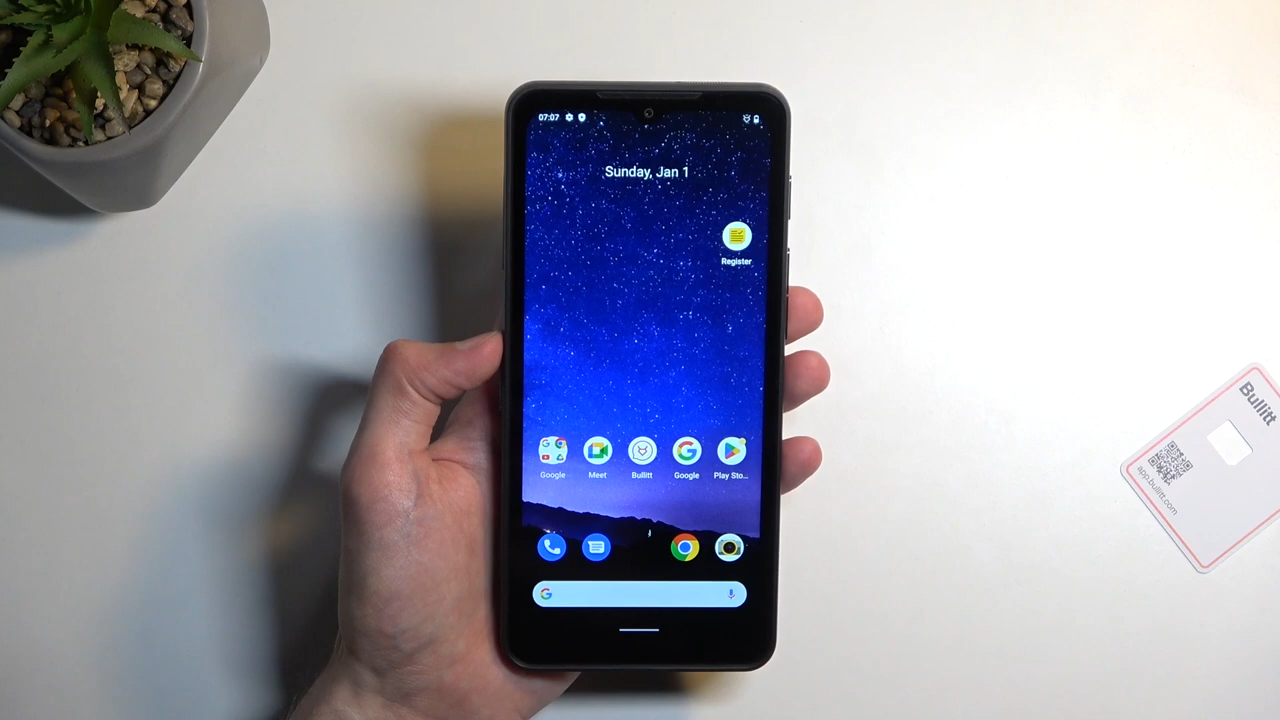 07:07
Sunday, Jan 1
Register
Google
Meet
Bullitt
Google
Play Sto...
Bullitt
app.bullitt.com